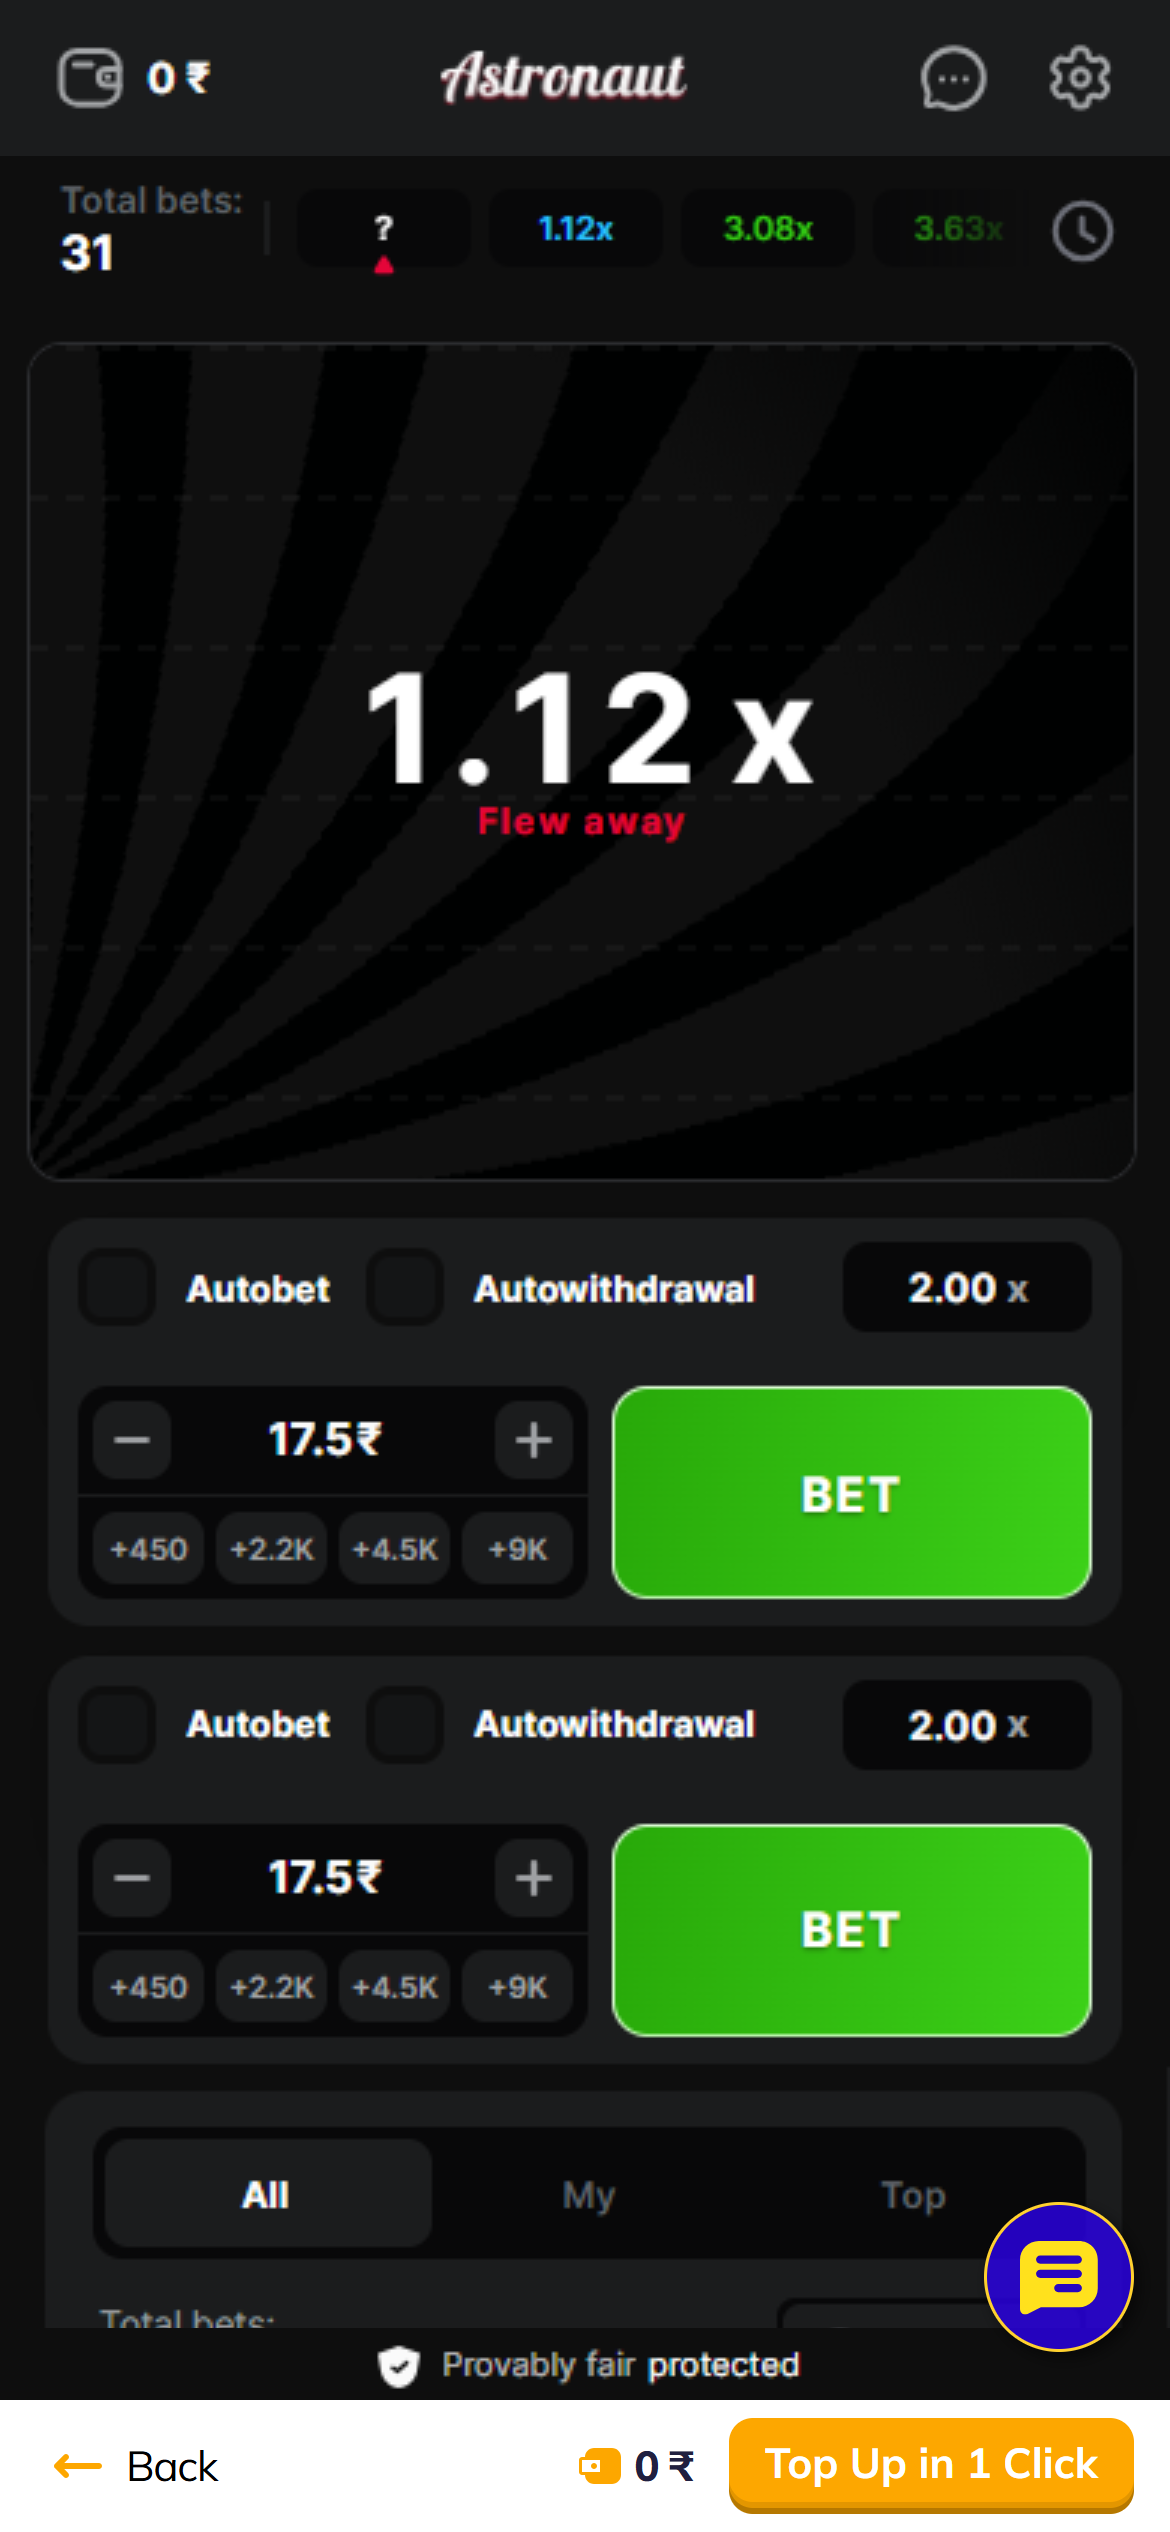 0 ₹
Astronaut
Total bets:
31
?
1.12x
3.08x
3.63x
1.12 x
Flew away
Autobet
Autowithdrawal
2.00 x
17.5₹
+450
+2.2K
+4.5K
+9K
BET
Autobet
Autowithdrawal
2.00 x
17.5₹
+450
+2.2K
+4.5K
+9K
BET
All
My
Top
Total bets:
Provably fair protected
Back
0 ₹
Top Up in 1 Click